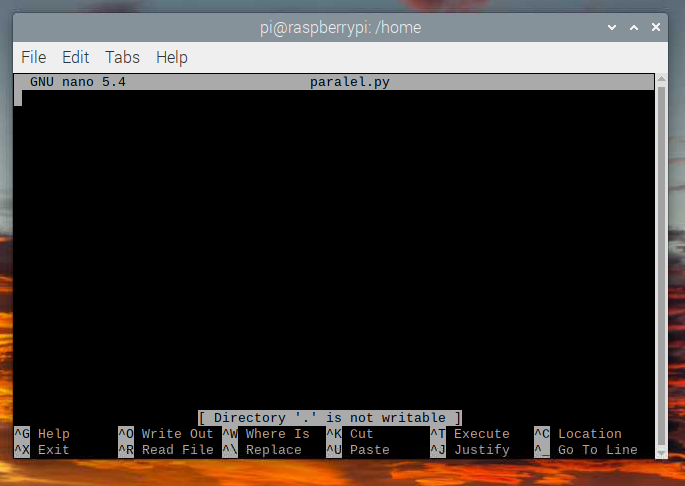 pi@raspberrypi: /home
File Edit Tabs Help
GNU nano 5.4 paralel.py
[ Directory '.' is not writable ]
^G Help ^O Write Out ^W Where Is ^K Cut ^T Execute ^C Location
^X Exit ^R Read File ^\ Replace ^U Paste ^J Justify ^_ Go To Line